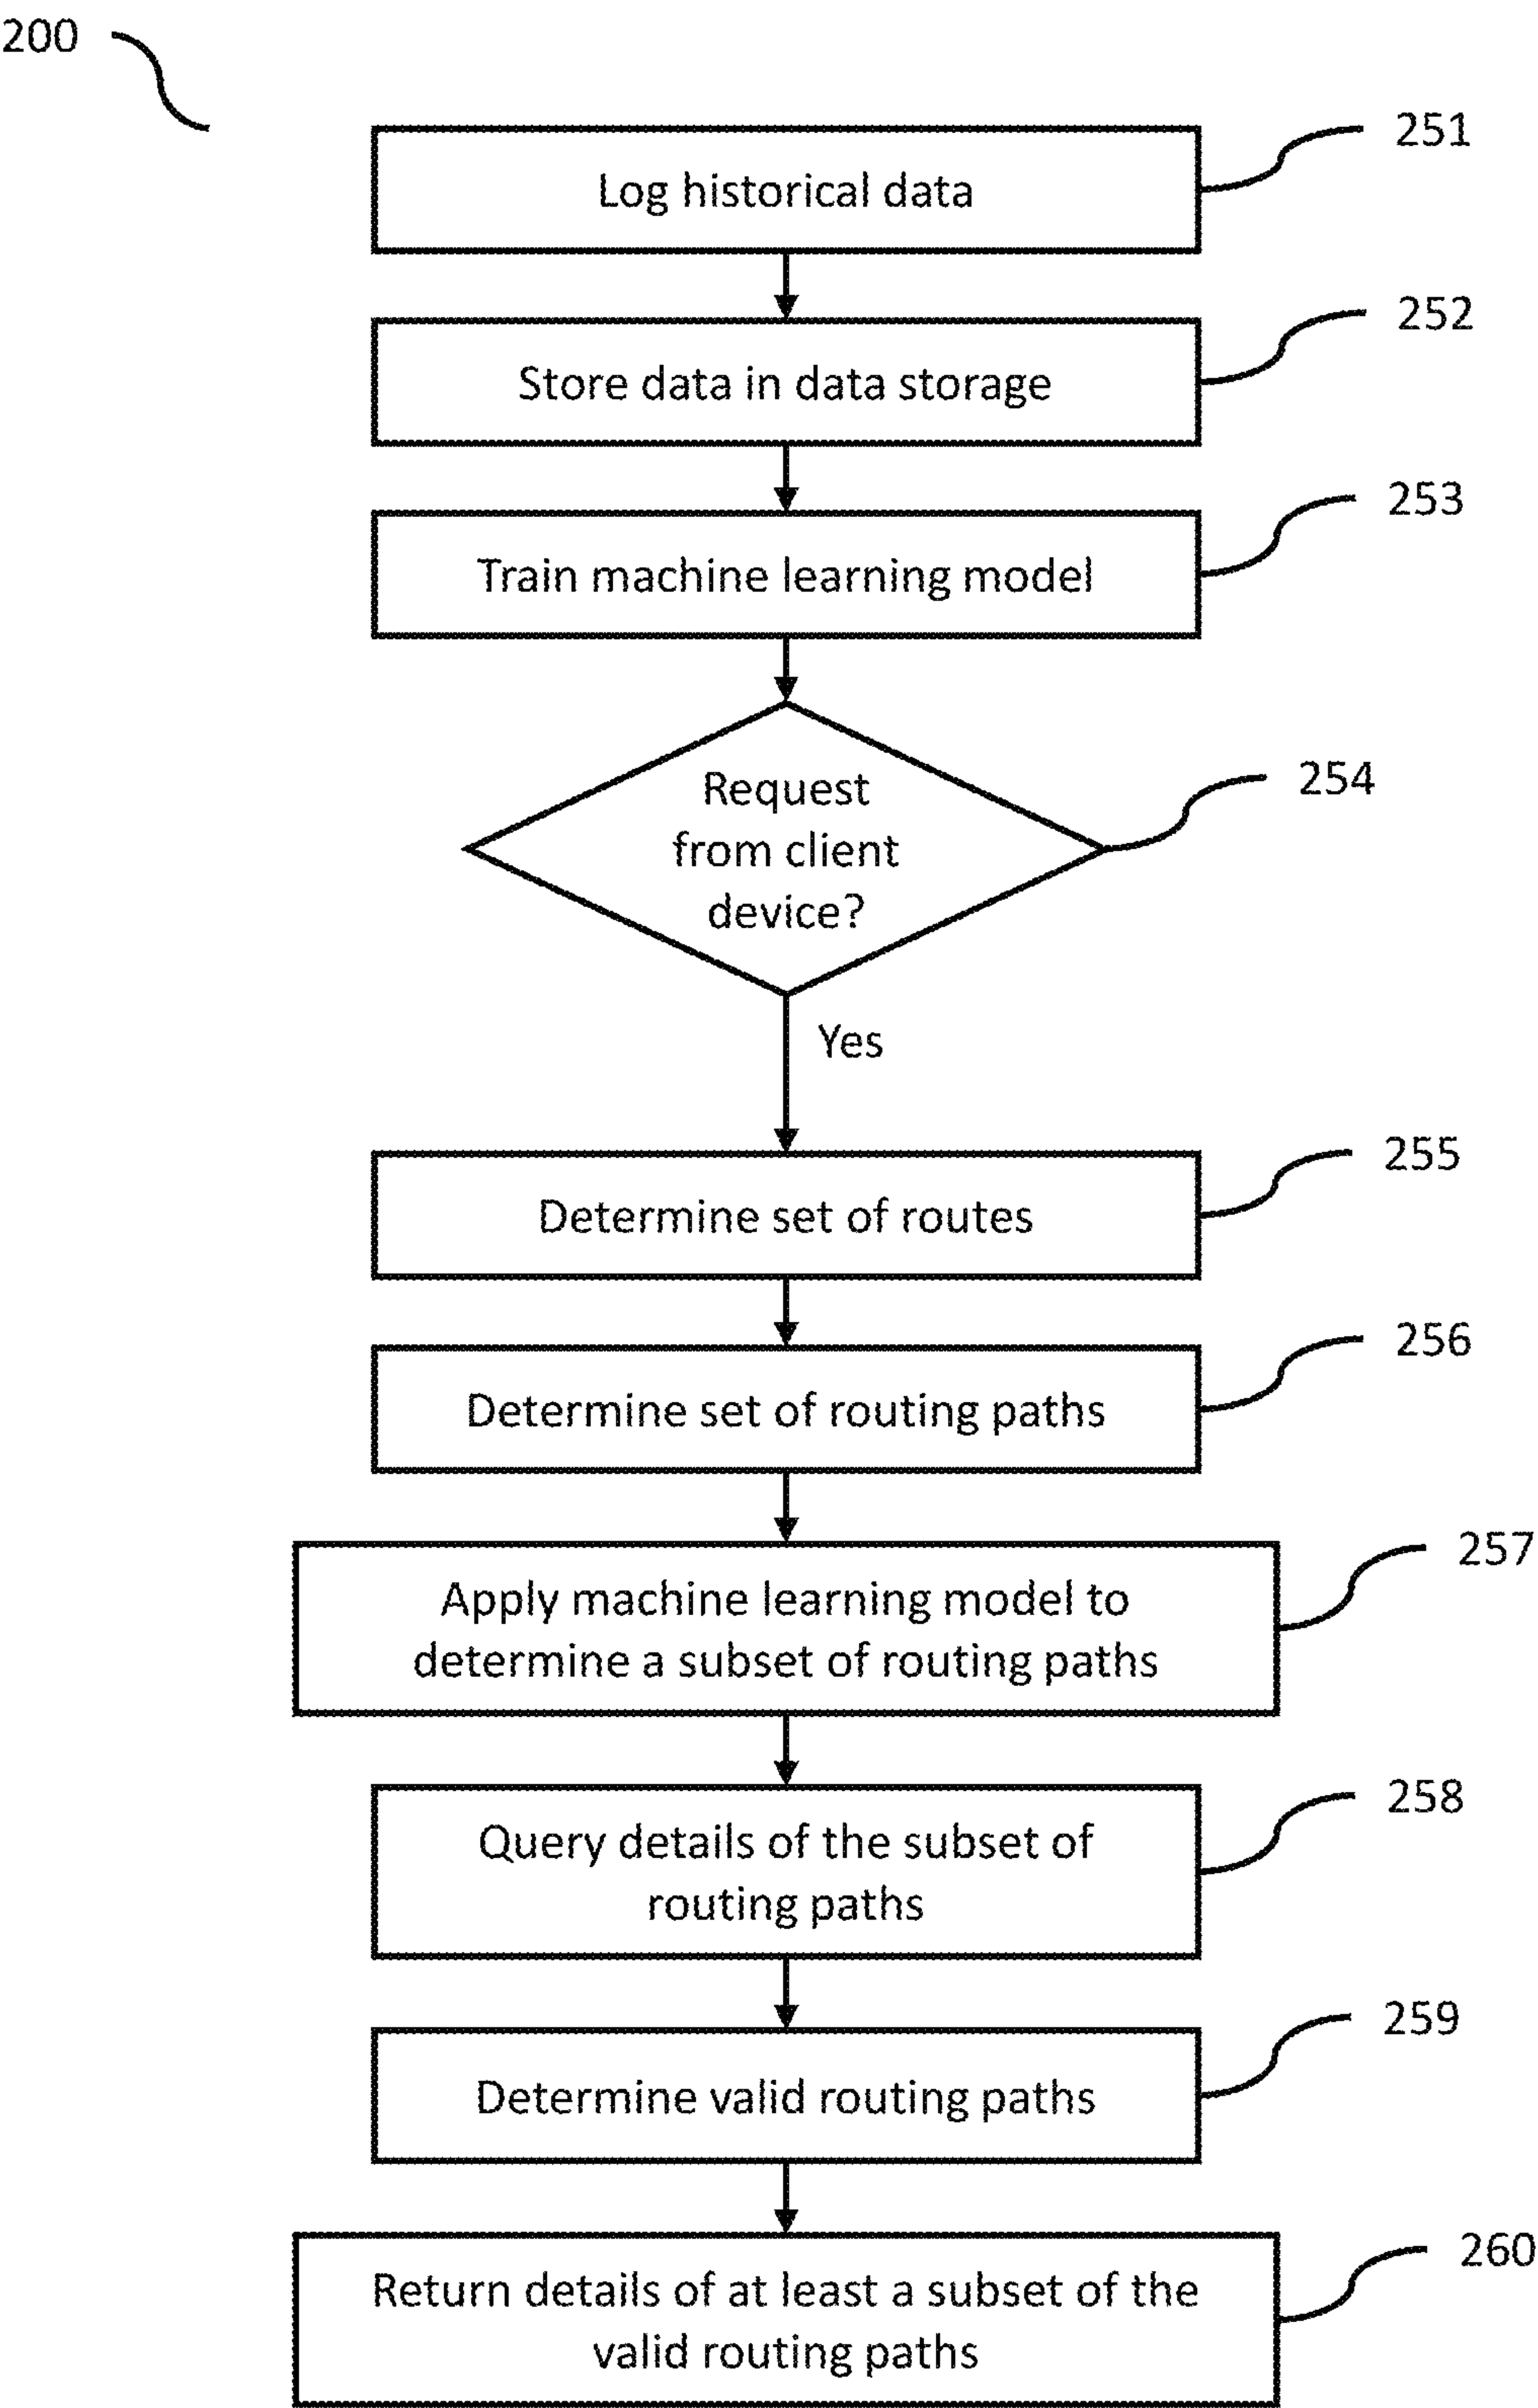 200
251
Log historical data
252
Store data in data storage
253
Train machine learning model
254
Request
from client
device?
Yes
255
Determine set of routes
256
Determine set of routing paths
257
Apply machine learning model to
determine a subset of routing paths
258
Query details of the subset of
routing paths
259
Determine valid routing paths
260
Return details of at least a subset of the
valid routing paths